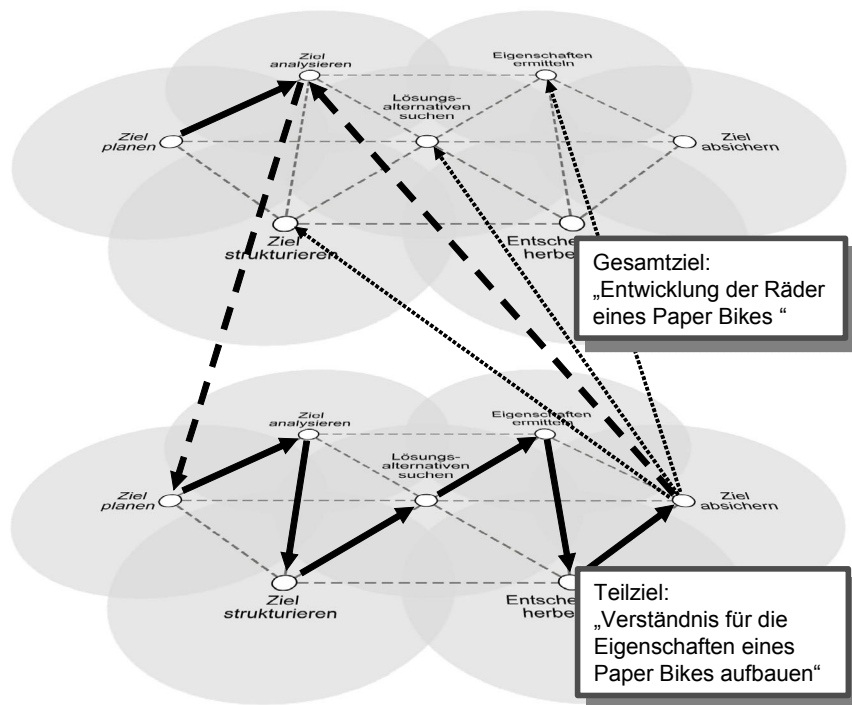 Ziel
analysieren
Eigenschaften
ermitteln
Lösungs-
alternativen
suchen
Ziel
planen
Ziel
absichern
Ziel
strukturieren
Gesamtziel:
„Entwicklung der Räder
eines Paper Bikes “
Ziel
analysieren
Eigenschaften
ermitteln
Lösungs-
alternativen
suchen
Ziel
planen
Ziel
absichern
Ziel
strukturieren
Teilziel:
„Verständnis für die
Eigenschaften eines
Paper Bikes aufbauen“